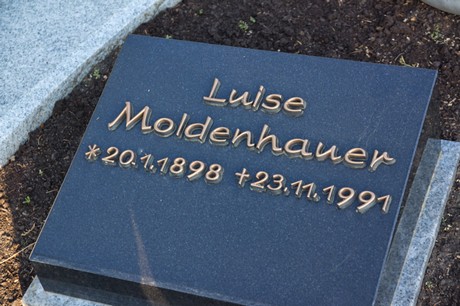 Luise
Moldenhauer
* 20.1.1898 † 23.11.1991